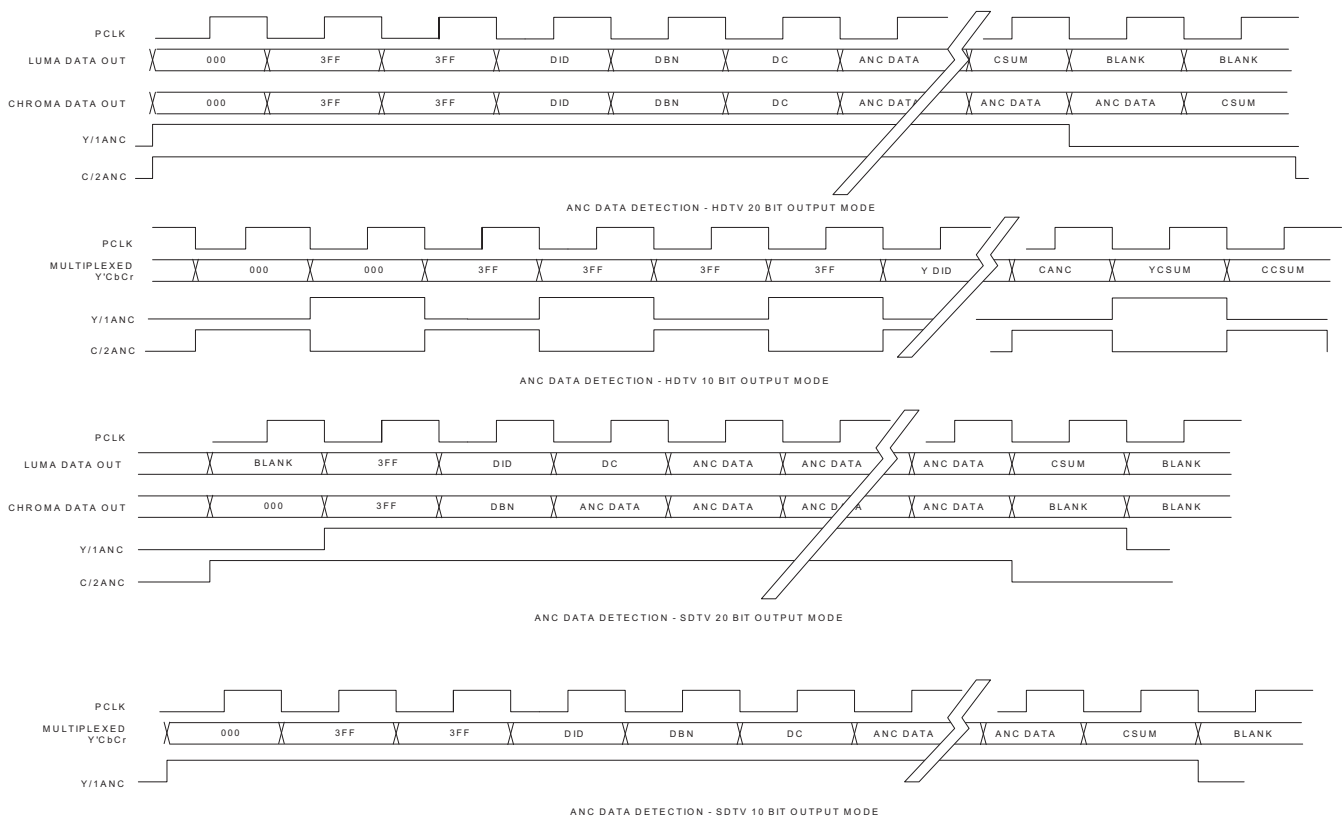 PCLK
LUMA DATA OUT 000 3FF 3FF DID DBN DC ANC DATA CSUM BLANK BLANK
CHROMA DATA OUT 000 3FF 3FF DID DBN DC ANC DATA ANC DATA ANC DATA CSUM
Y/1ANC
C/2ANC
ANC DATA DETECTION - HDTV 20 BIT OUTPUT MODE
PCLK
MULTIPLEXED
Y'CbCr 000 000 3FF 3FF 3FF 3FF Y DID CANC YCSUM CCSUM
Y/1ANC
C/2ANC
ANC DATA DETECTION - HDTV 10 BIT OUTPUT MODE
PCLK
LUMA DATA OUT BLANK 3FF DID DC ANC DATA ANC DATA ANC DATA CSUM BLANK
CHROMA DATA OUT 000 3FF DBN ANC DATA ANC DATA ANC DATA ANC DATA BLANK BLANK
Y/1ANC
C/2ANC
ANC DATA DETECTION - SDTV 20 BIT OUTPUT MODE
PCLK
MULTIPLEXED
Y'CbCr 000 3FF 3FF DID DBN DC ANC DATA ANC DATA CSUM BLANK
Y/1ANC
ANC DATA DETECTION - SDTV 10 BIT OUTPUT MODE